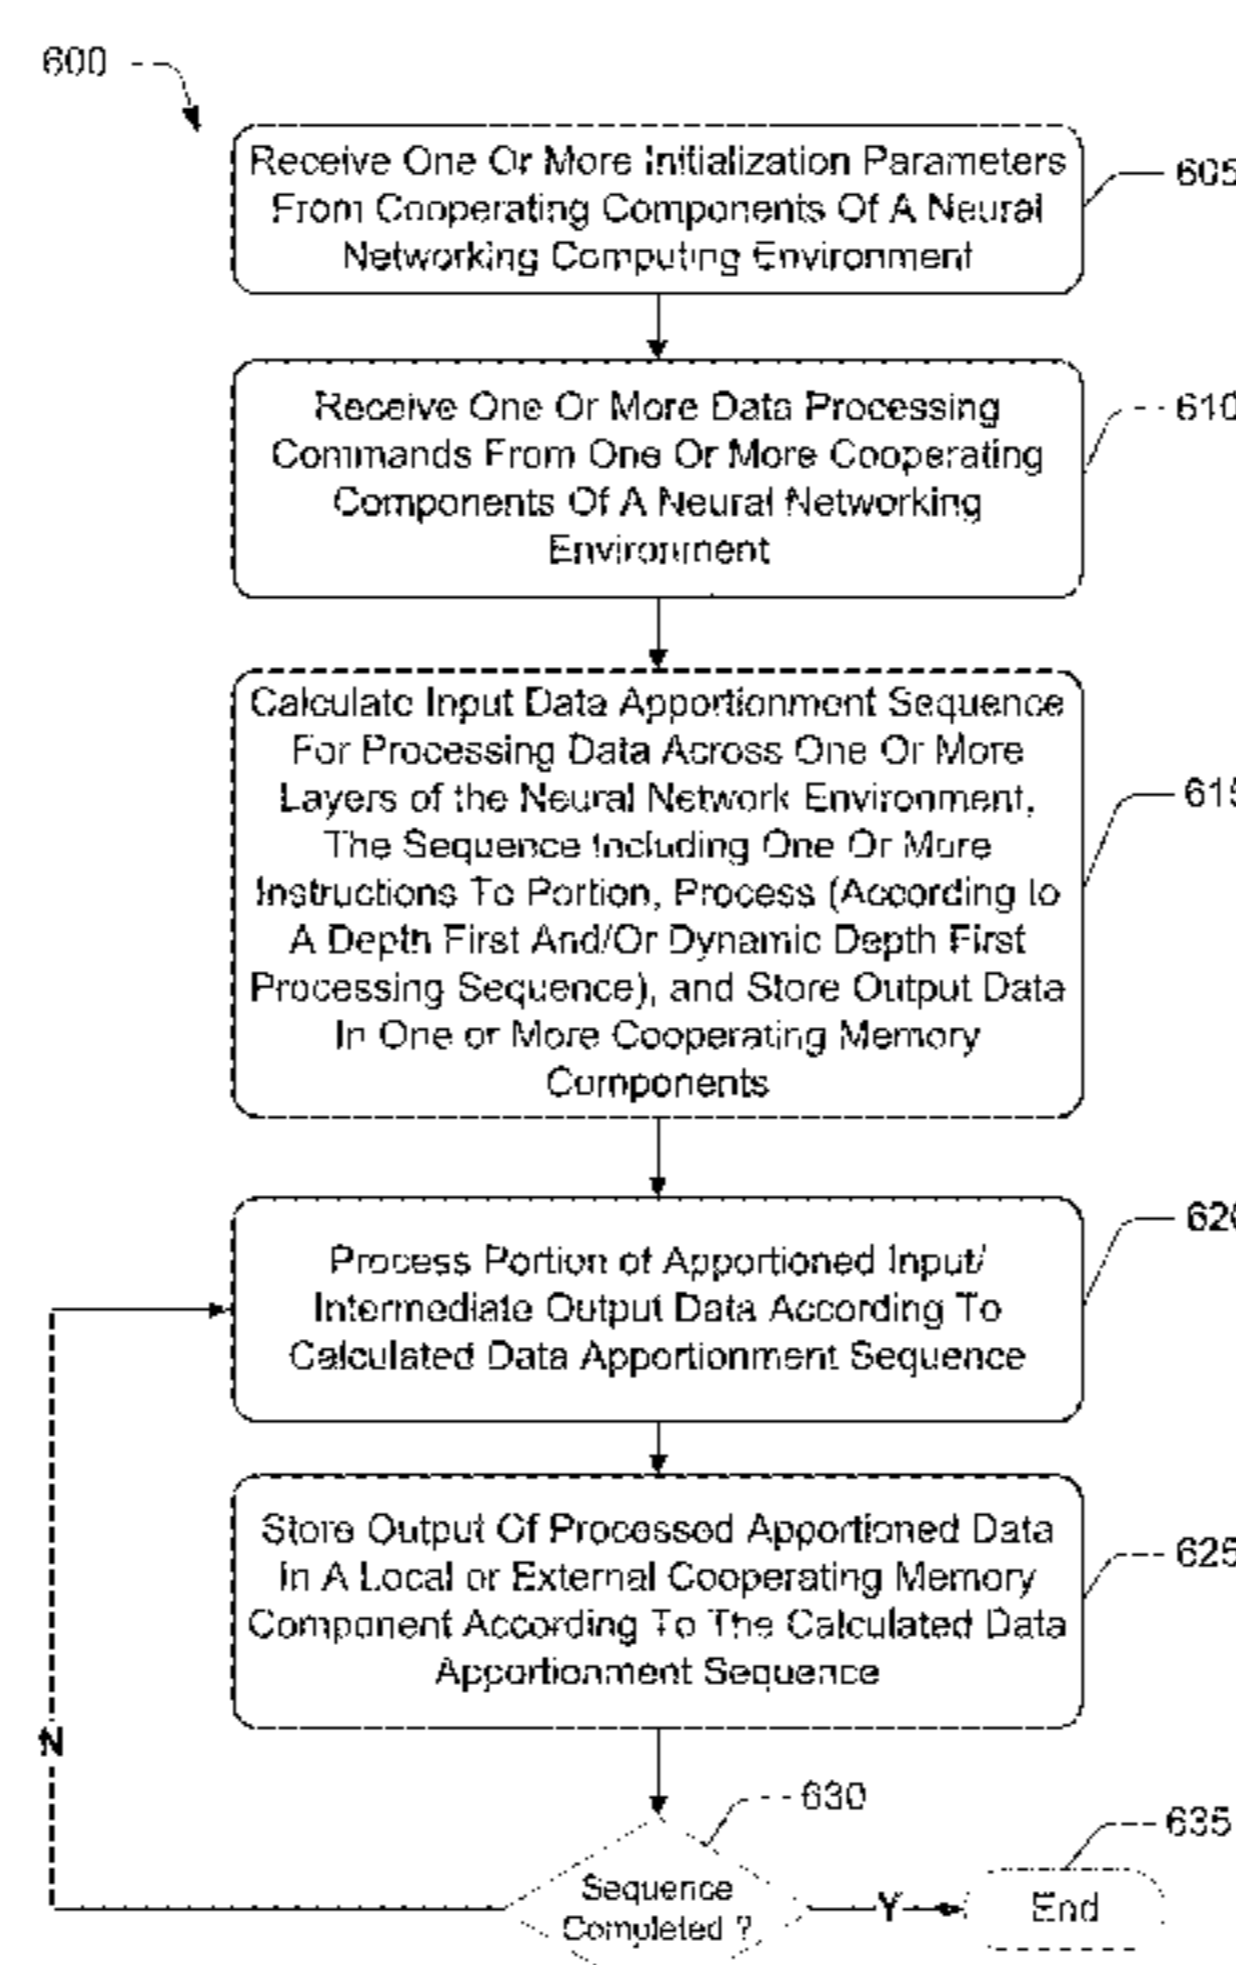 600
Receive One Or More Initialization Parameters
From Cooperating Components Of A Neural
Networking Computing Environment
605
Receive One Or More Data Processing
Commands From One Or More Cooperating
Components Of A Neural Networking
Environment
610
Calculate Input Data Apportionment Sequence
For Processing Data Across One Or More
Layers of the Neural Network Environment,
The Sequence Including One Or More
Instructions To Portion, Process (According to
A Depth First And/Or Dynamic Depth First
Processing Sequence), and Store Output Data
In One or More Cooperating Memory
Components
615
Process Portion of Apportioned Input/
Intermediate Output Data According To
Calculated Data Apportionment Sequence
620
Store Output Of Processed Apportioned Data
In A Local or External Cooperating Memory
Component According To The Calculated Data
Apportionment Sequence
625
N
630
Sequence
Completed ?
Y
635
End